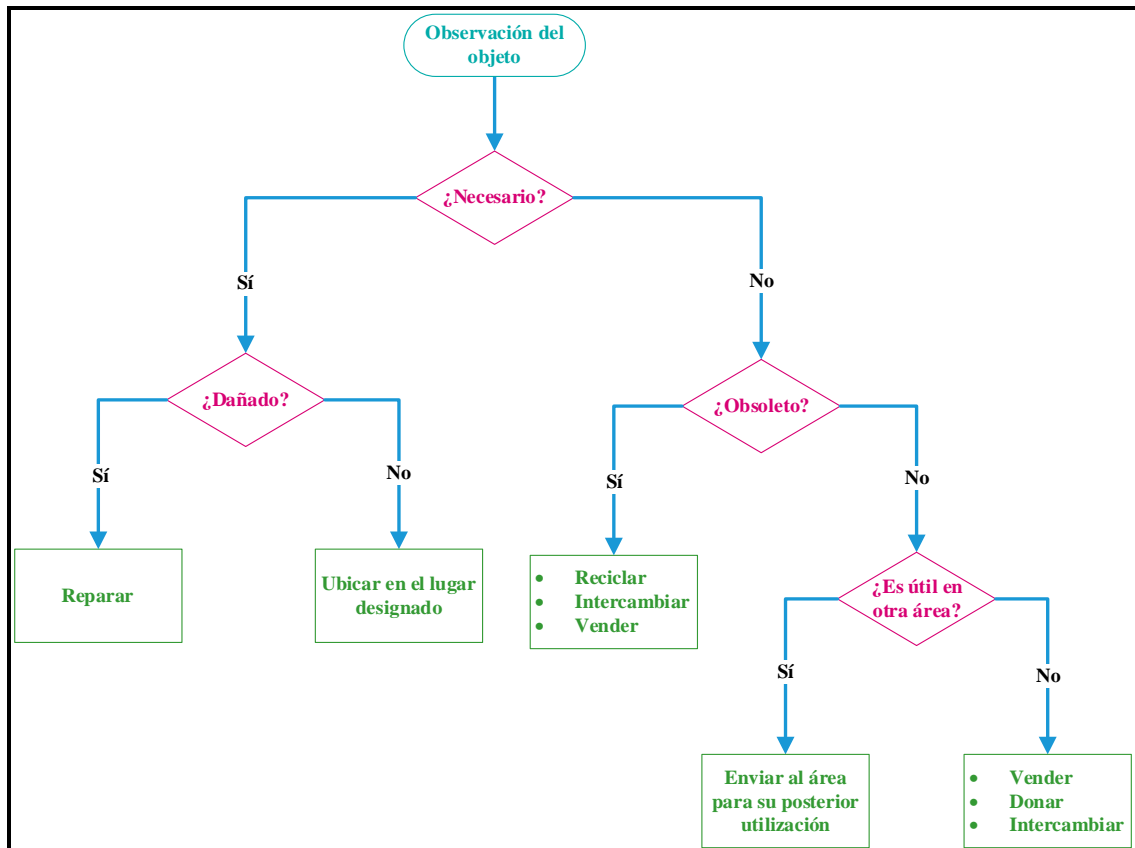 Observación del
objeto
¿Necesario?
Sí
No
¿Dañado?
¿Obsoleto?
Sí
No
Sí
No
Reparar
Ubicar en el lugar
designado
• Reciclar
• Intercambiar
• Vender
¿Es útil en
otra área?
Sí
No
Enviar al área
para su posterior
utilización
• Vender
• Donar
• Intercambiar